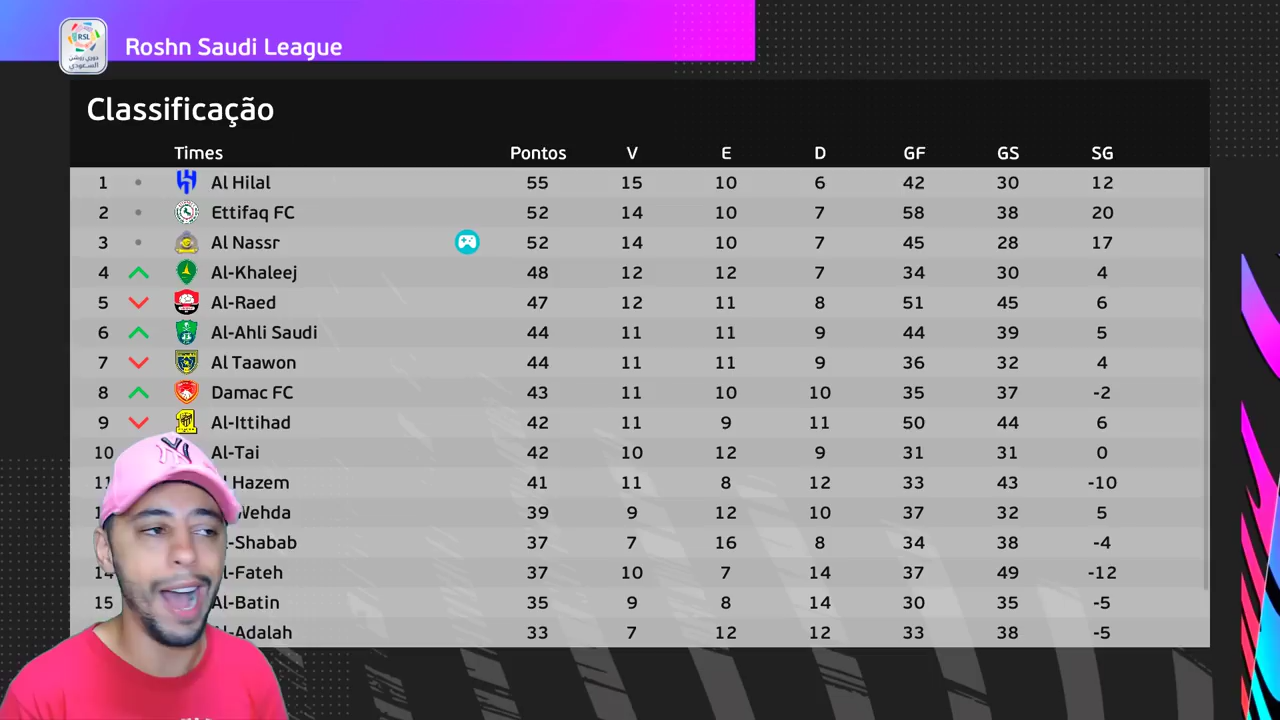 RSL
دوري روشن
السعودي
Roshn Saudi League
Classificação
Times Pontos V E D GF GS SG
1 Al Hilal 55 15 10 6 42 30 12
2 Ettifaq FC 52 14 10 7 58 38 20
3 Al Nassr 52 14 10 7 45 28 17
4 Al-Khaleej 48 12 12 7 34 30 4
5 Al-Raed 47 12 11 8 51 45 6
6 Al-Ahli Saudi 44 11 11 9 44 39 5
7 Al Taawon 44 11 11 9 36 32 4
8 Damac FC 43 11 10 10 35 37 -2
9 Al-Ittihad 42 11 9 11 50 44 6
10 Al-Tai 42 10 12 9 31 31 0
11 Hazem 41 11 8 12 33 43 -10
Wehda 39 9 12 10 37 32 5
-Shabab 37 7 16 8 34 38 -4
14 l-Fateh 37 10 7 14 37 49 -12
15 Al-Batin 35 9 8 14 30 35 -5
l-Adalah 33 7 12 12 33 38 -5